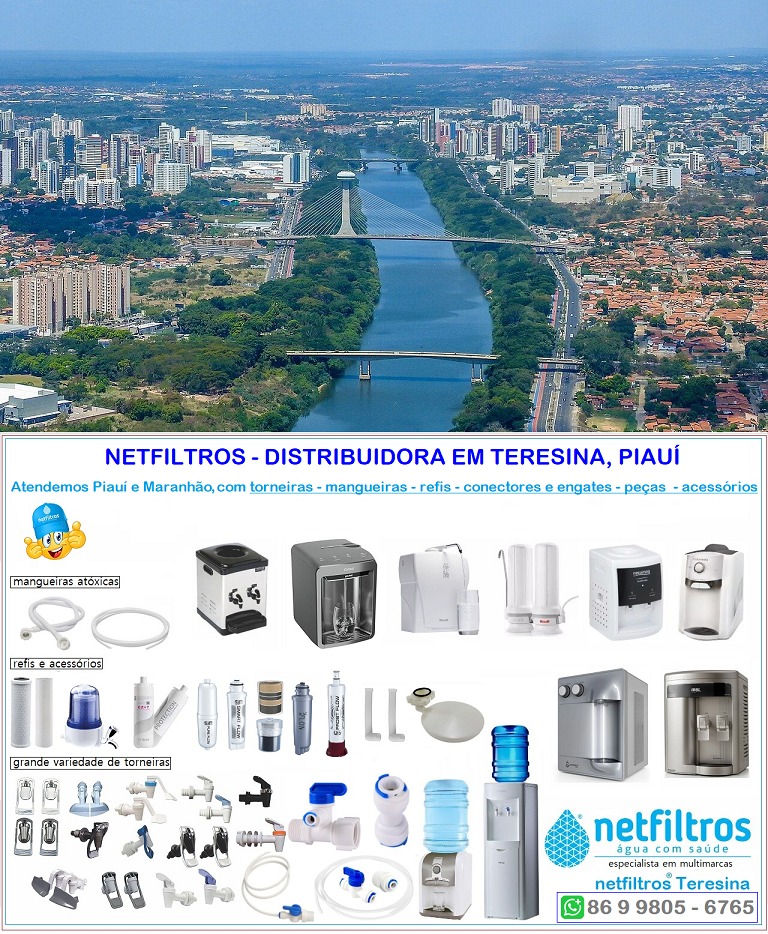 NETFILTROS - DISTRIBUIDORA EM TERESINA, PIAUÍ
Atendemos Piauí e Maranhão, com torneiras - mangueiras - refis - conectores e engates - peças - acessórios
netfiltros
mangueiras atóxicas
refis e acessórios
grande variedade de torneiras
netfiltros
água com saúde
especialista em multimarcas
netfiltros® Teresina
86 9 9805 - 6765